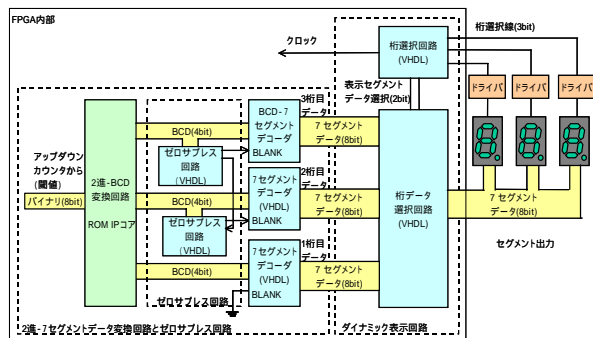 FPGA内部
クロック
桁選択回路
(VHDL)
桁選択線(3bit)
ドライバ
ドライバ
ドライバ
表示セグメント
データ選択(2bit)
3桁目
データ
BCD-7
セグメント
デコーダ
BLANK
BCD(4bit)
7 セグメント
データ(8bit)
ゼロサプレス
回路
(VHDL)
アップダウン
カウンタから
(閾値)
バイナリ(8bit)
2進-BCD
変換回路
ROM IPコア
2桁目
データ
7セグメント
デコーダ
(VHDL)
BLANK
BCD(4bit)
7 セグメント
データ(8bit)
ゼロサプレス
回路
(VHDL)
桁データ
選択回路
(VHDL)
7 セグメント
データ(8bit)
セグメント出力
1桁目
データ
7セグメント
デコーダ
(VHDL)
BLANK
BCD(4bit)
7 セグメント
データ(8bit)
ゼロサプレス回路
2進-7セグメントデータ変換回路とゼロサプレス回路
ダイナミック表示回路